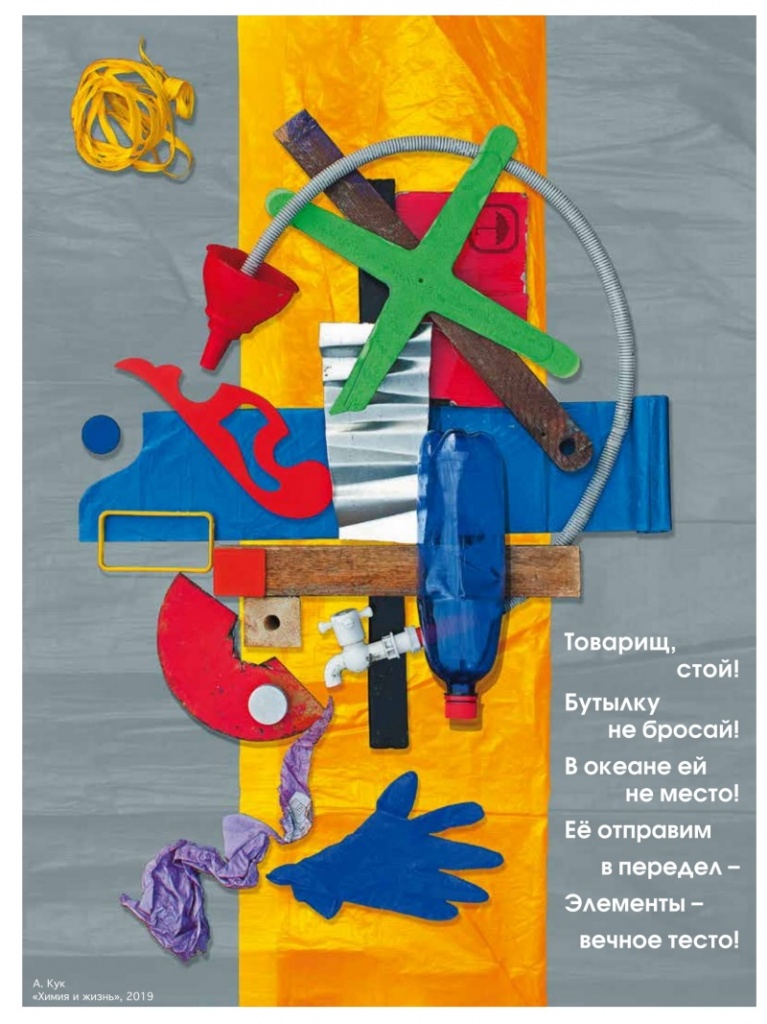 Товарищ,
стой!
Бутылку
не бросай!
В океане ей
не место!
Её отправим
в передел –
Элементы –
вечное тесто!
А. Кук
«Химия и жизнь», 2019